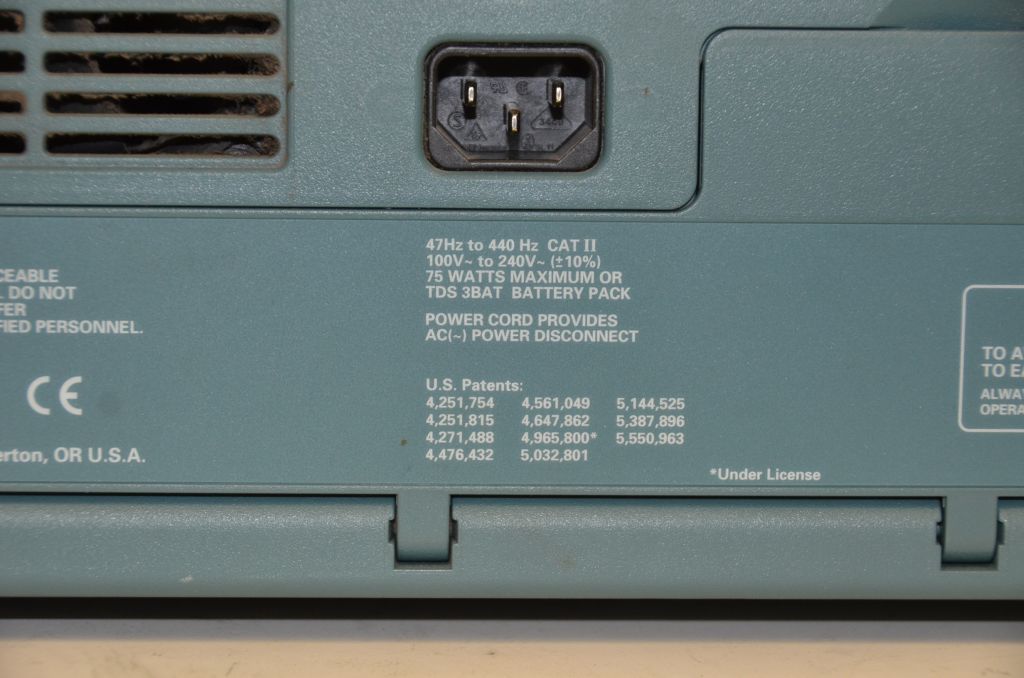 47Hz to 440 Hz CAT II
100V~ to 240V~ (±10%)
75 WATTS MAXIMUM OR
TDS 3BAT BATTERY PACK
POWER CORD PROVIDES
AC(~) POWER DISCONNECT
CEABLE
DO NOT
FER
FIED PERSONNEL.
CE
erton, OR U.S.A.
U.S. Patents:
4,251,754 4,561,049 5,144,525
4,251,815 4,647,862 5,387,896
4,271,488 4,965,800* 5,550,963
4,476,432 5,032,801
*Under License
TO A
TO EA
ALWA
OPERA